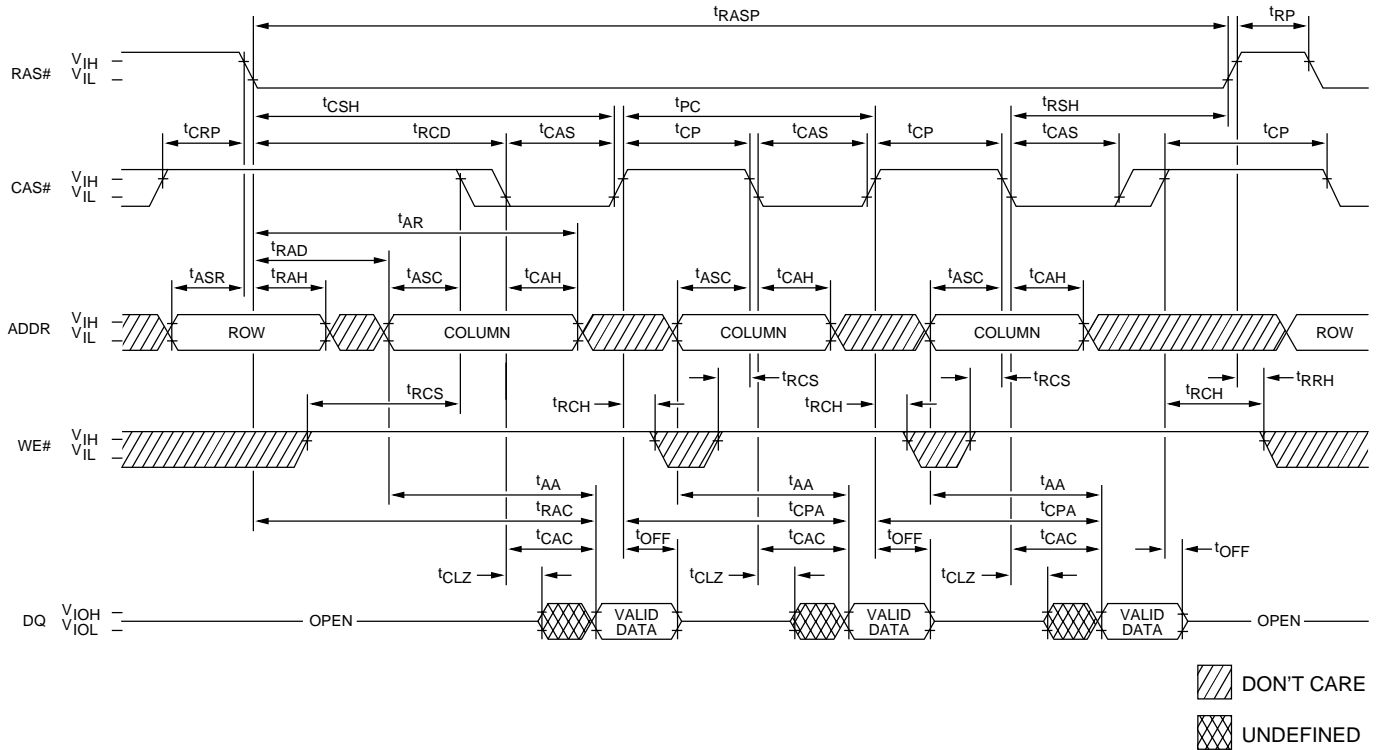 tRASP tRP
RAS# VIH
VIL
tCSH tPC tRSH
tCRP tRCD tCAS tCP tCAS tCP tCAS tCP
CAS# VIH
VIL
tAR
tRAD
tASR tRAH tASC tCAH tASC tCAH tASC tCAH
ADDR VIH
VIL
ROW COLUMN COLUMN COLUMN ROW
tRCS tRCH tRCS tRCH tRCS tRCH tRRH
WE# VIH
VIL
tAA tAA tAA
tRAC tCPA tCPA
tCAC tOFF tCAC tOFF tCAC tOFF
tCLZ tCLZ tCLZ
DQ VIOH
VIOL
OPEN VALID DATA VALID DATA VALID DATA OPEN
DON'T CARE
UNDEFINED